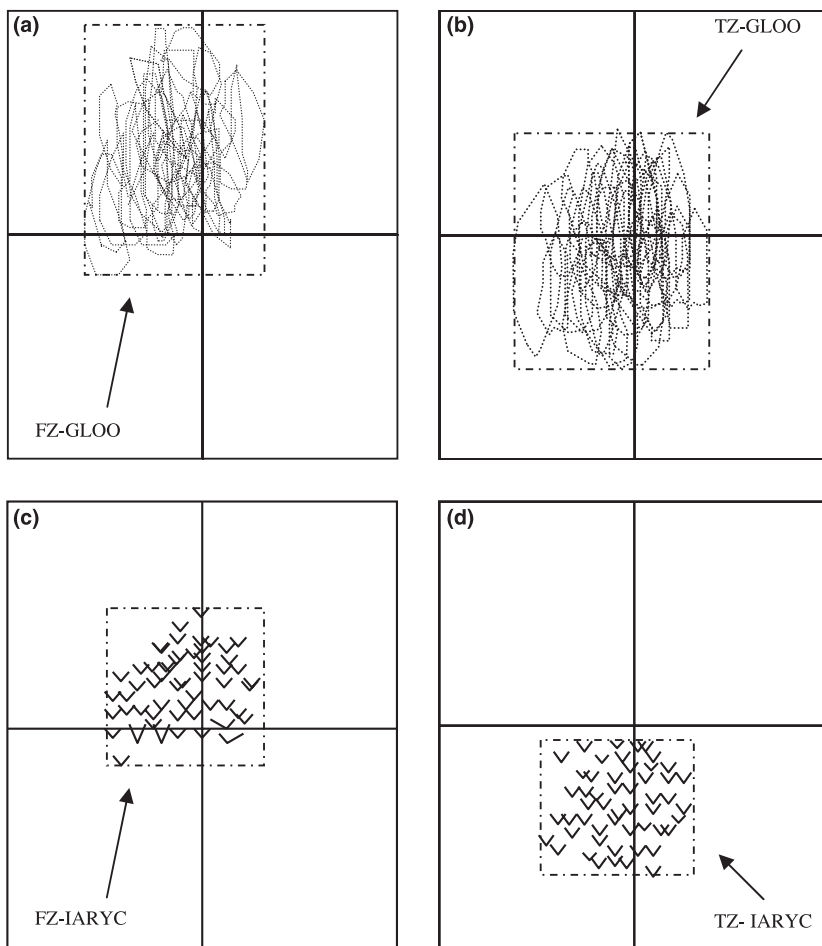 (a)
FZ-GLOO
(b)
TZ-GLOO
(c)
FZ-IARYC
(d)
TZ- IARYC